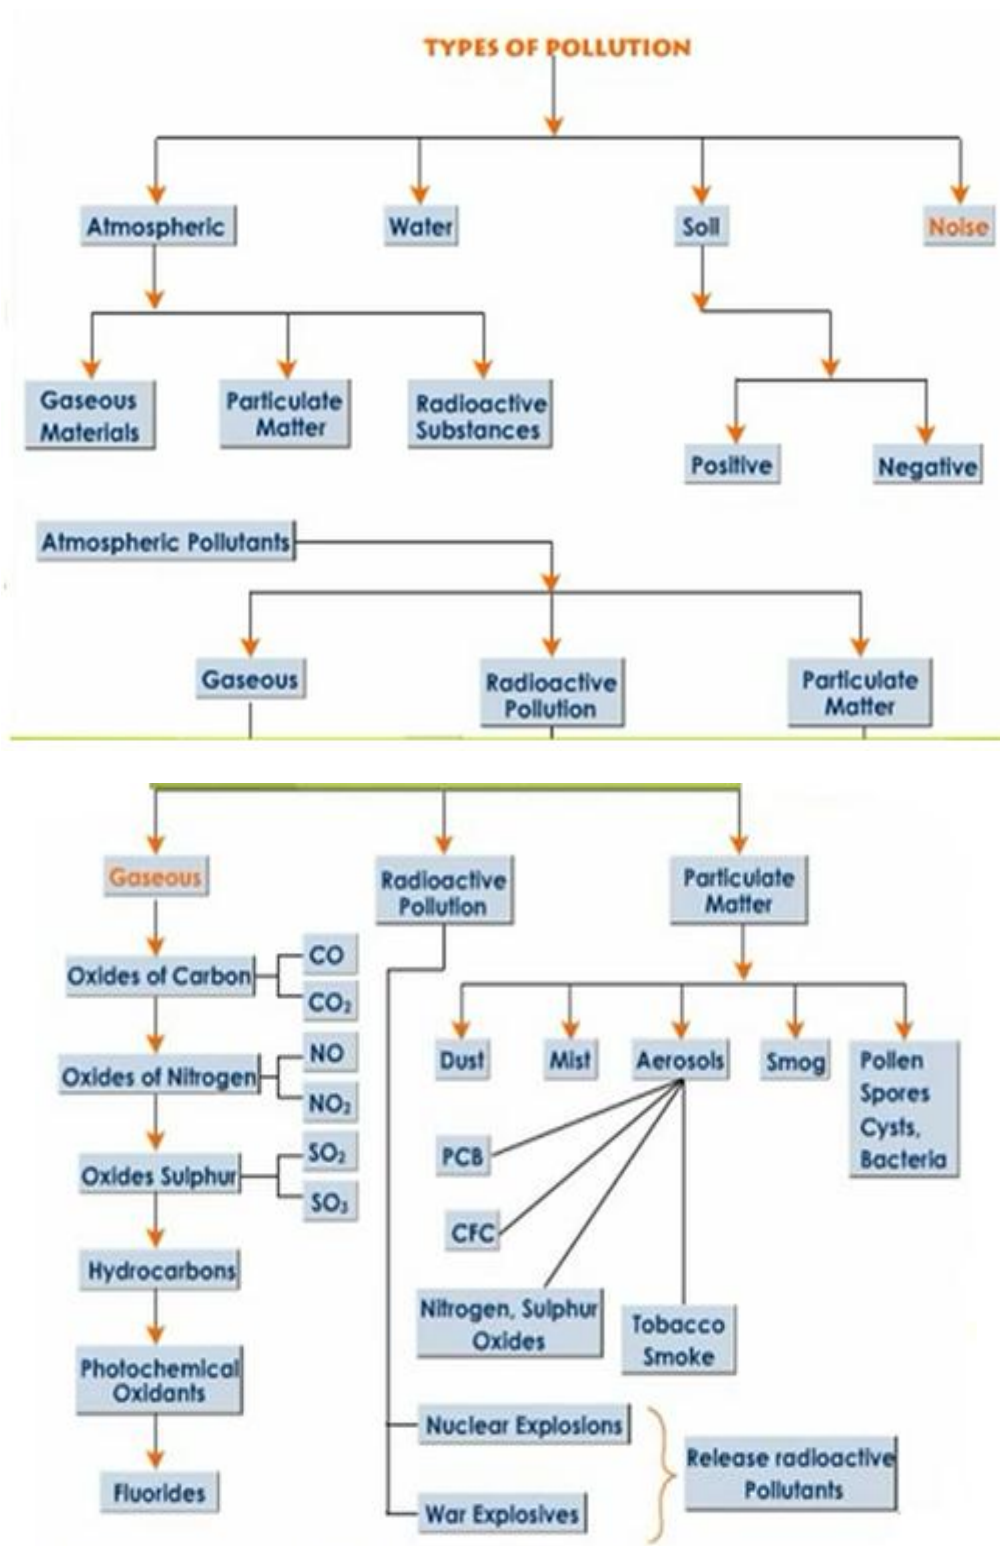 TYPES OF POLLUTION
Atmospheric
Water
Soil
Noise
Gaseous
Materials
Particulate
Matter
Radioactive
Substances
Positive
Negative
Atmospheric Pollutants
Gaseous
Radioactive
Pollution
Particulate
Matter
Gaseous
Radioactive
Pollution
Particulate
Matter
Oxides of Carbon
CO
CO₂
Oxides of Nitrogen
NO
NO₂
Oxides Sulphur
SO₂
SO₃
Hydrocarbons
Photochemical
Oxidants
Fluorides
Dust
Mist
Aerosols
Smog
Pollen
Spores
Cysts,
Bacteria
PCB
CFC
Nitrogen, Sulphur
Oxides
Tobacco
Smoke
Nuclear Explosions
War Explosives
Release radioactive
Pollutants